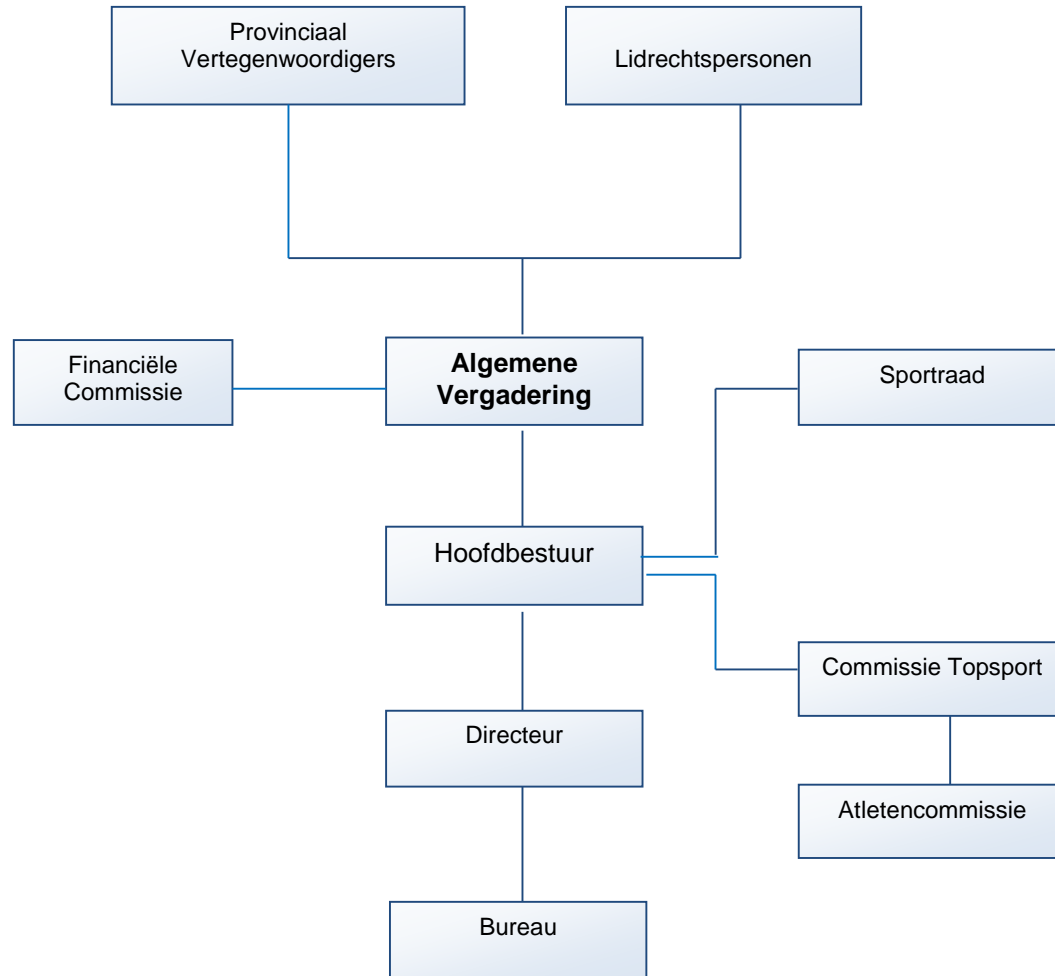 Provinciaal
Vertegenwoordigers
Lidrechtspersonen
Financiële
Commissie
Algemene
Vergadering
Sportraad
Hoofdbestuur
Commissie Topsport
Directeur
Atletencommissie
Bureau